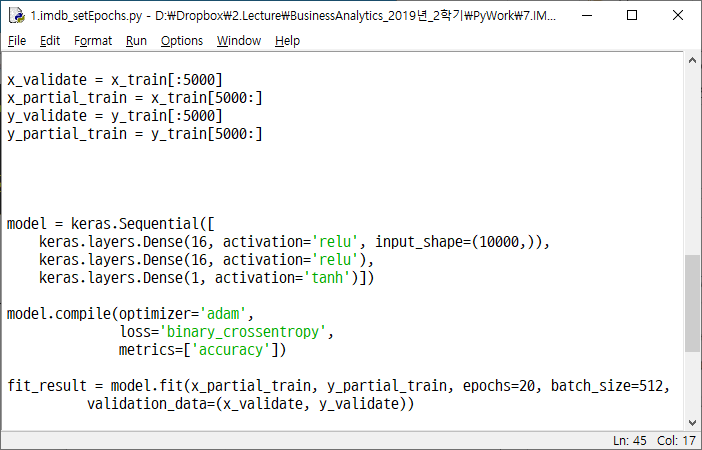 1.imdb_setEpochs.py - D:₩Dropbox₩2.Lecture₩BusinessAnalytics_2019년_2학기₩PyWork₩7.IM...
File Edit Format Run Options Window Help
x_validate = x_train[:5000]
x_partial_train = x_train[5000:]
y_validate = y_train[:5000]
y_partial_train = y_train[5000:]
model = keras.Sequential([
    keras.layers.Dense(16, activation='relu', input_shape=(10000,)),
    keras.layers.Dense(16, activation='relu'),
    keras.layers.Dense(1, activation='tanh')])
model.compile(optimizer='adam',
              loss='binary_crossentropy',
              metrics=['accuracy'])
fit_result = model.fit(x_partial_train, y_partial_train, epochs=20, batch_size=512,
          validation_data=(x_validate, y_validate))
Ln: 45 Col: 17